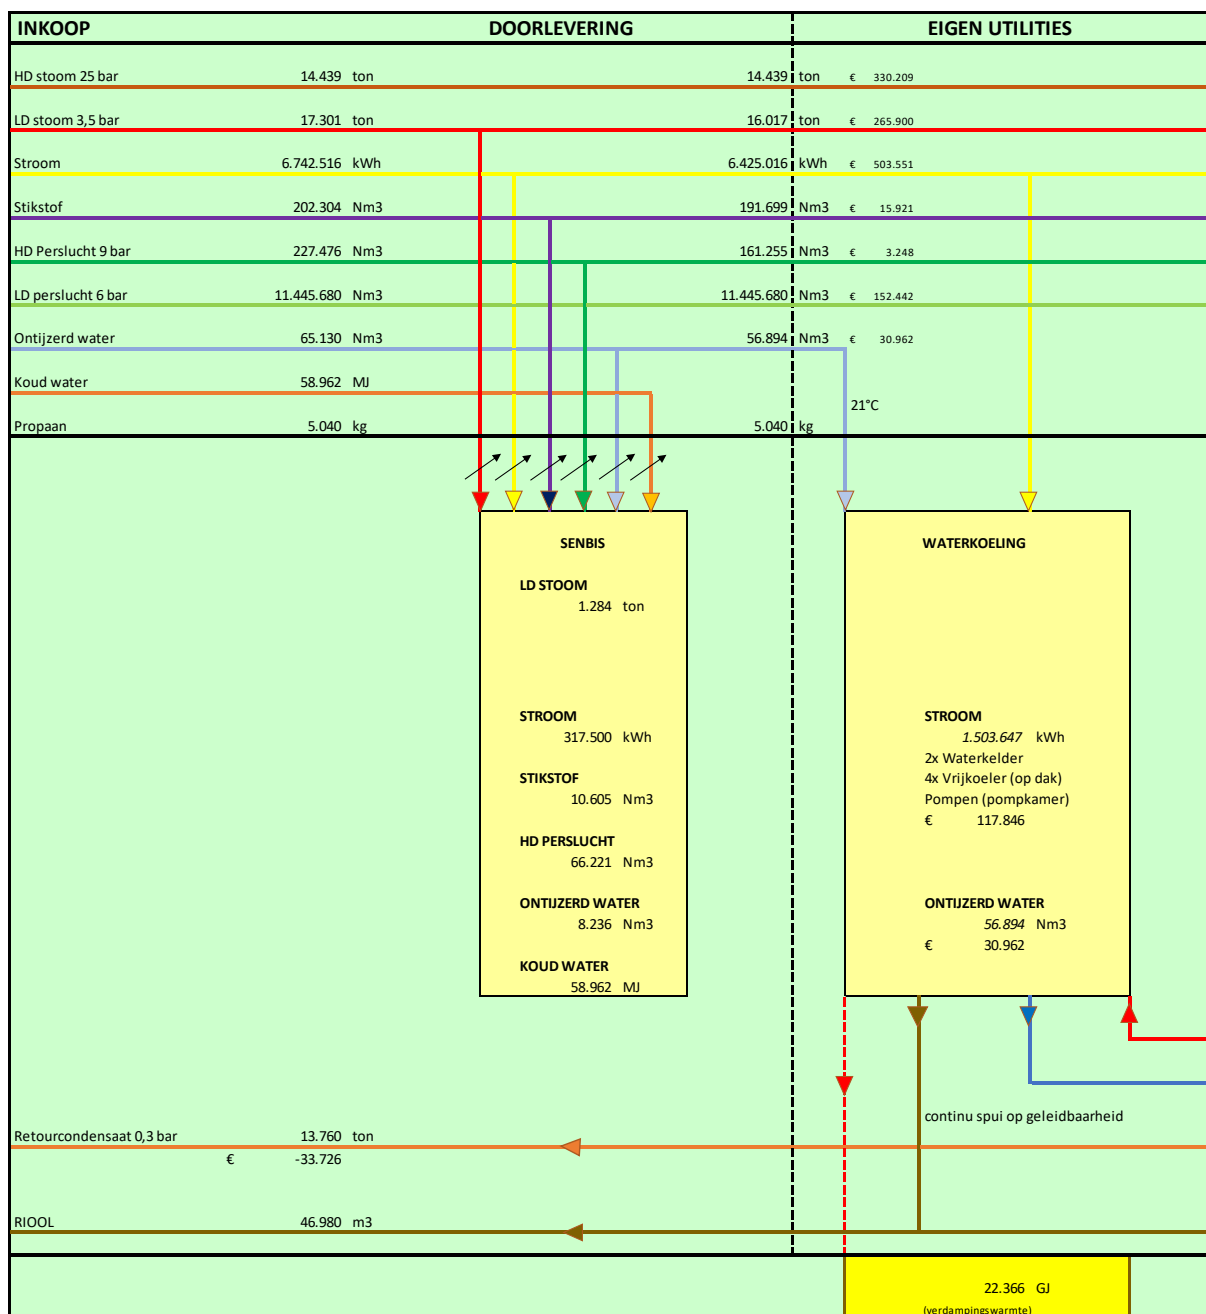 INKOOP DOORLEVERING EIGEN UTILITIES
HD stoom 25 bar 14.439 ton 14.439 ton € 330.209
LD stoom 3,5 bar 17.301 ton 16.017 ton € 265.900
Stroom 6.742.516 kWh 6.425.016 kWh € 503.551
Stikstof 202.304 Nm3 191.699 Nm3 € 15.921
HD Perslucht 9 bar 227.476 Nm3 161.255 Nm3 € 3.248
LD perslucht 6 bar 11.445.680 Nm3 11.445.680 Nm3 € 152.442
Ontijzerd water 65.130 Nm3 56.894 Nm3 € 30.962
Koud water 58.962 MJ
21°C
Propaan 5.040 kg 5.040 kg
SENBIS
LD STOOM
1.284 ton
STROOM
317.500 kWh
STIKSTOF
10.605 Nm3
HD PERSLUCHT
66.221 Nm3
ONTIJZERD WATER
8.236 Nm3
KOUD WATER
58.962 MJ
WATERKOELING
STROOM
1.503.647 kWh
2x Waterkelder
4x Vrijkoeler (op dak)
Pompen (pompkamer)
€ 117.846
ONTIJZERD WATER
56.894 Nm3
€ 30.962
continu spui op geleidbaarheid
Retourcondensaat 0,3 bar 13.760 ton
€ -33.726
RIOOL 46.980 m3
22.366 GJ
(verdampingswarmte)